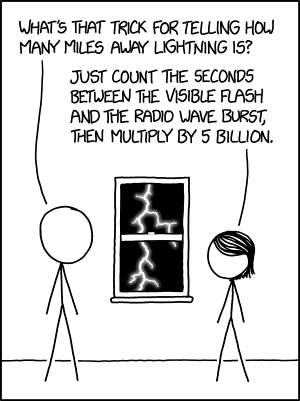 WHAT'S THAT TRICK FOR TELLING HOW
MANY MILES AWAY LIGHTNING IS?
JUST COUNT THE SECONDS
BETWEEN THE VISIBLE FLASH
AND THE RADIO WAVE BURST,
THEN MULTIPLY BY 5 BILLION.